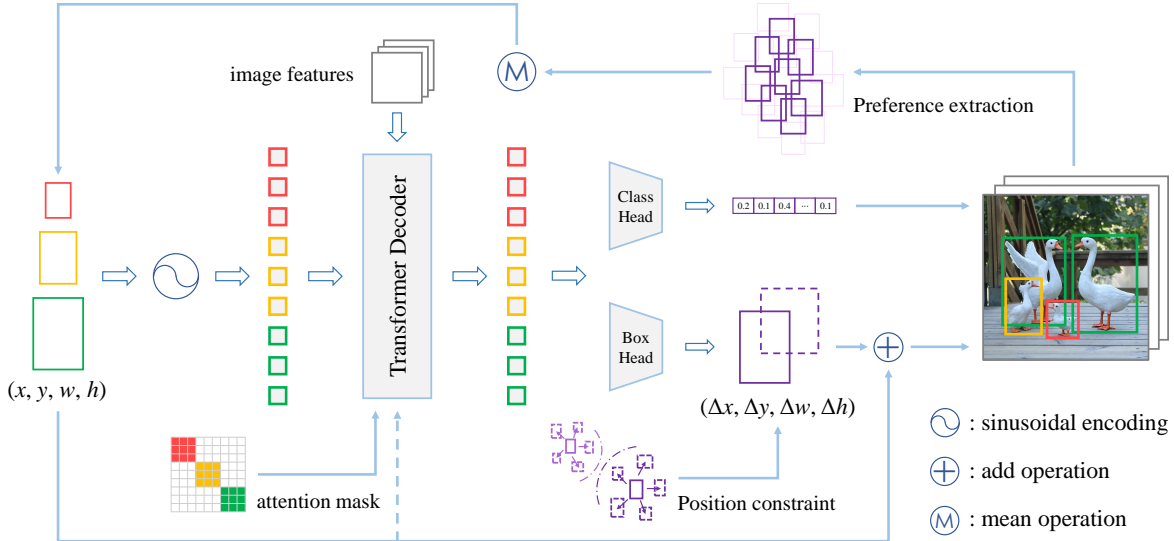 image features
M
Preference extraction
Transformer Decoder
Class
Head
0.2 0.1 0.4 ... 0.1
Box
Head
(x, y, w, h)
(Δx, Δy, Δw, Δh)
attention mask
Position constraint
: sinusoidal encoding
: add operation
M : mean operation